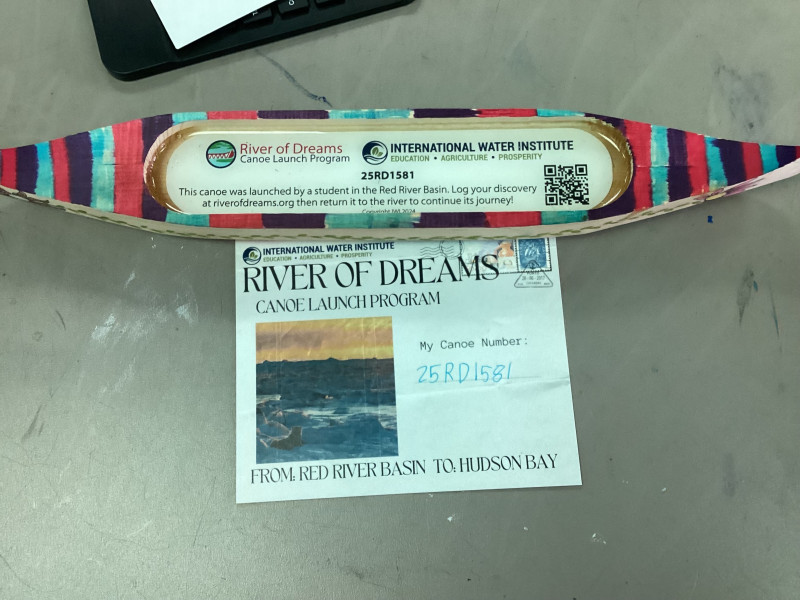 River of Dreams
Canoe Launch Program
INTERNATIONAL WATER INSTITUTE
EDUCATION • AGRICULTURE • PROSPERITY
25RD1581
This canoe was launched by a student in the Red River Basin. Log your discovery
at riverofdreams.org then return it to the river to continue its journey!
Copyright IWI 2024
INTERNATIONAL WATER INSTITUTE
EDUCATION • AGRICULTURE • PROSPERITY
RIVER OF DREAMS
CANOE LAUNCH PROGRAM
My Canoe Number:
25RD1581
FROM: RED RIVER BASIN TO: HUDSON BAY